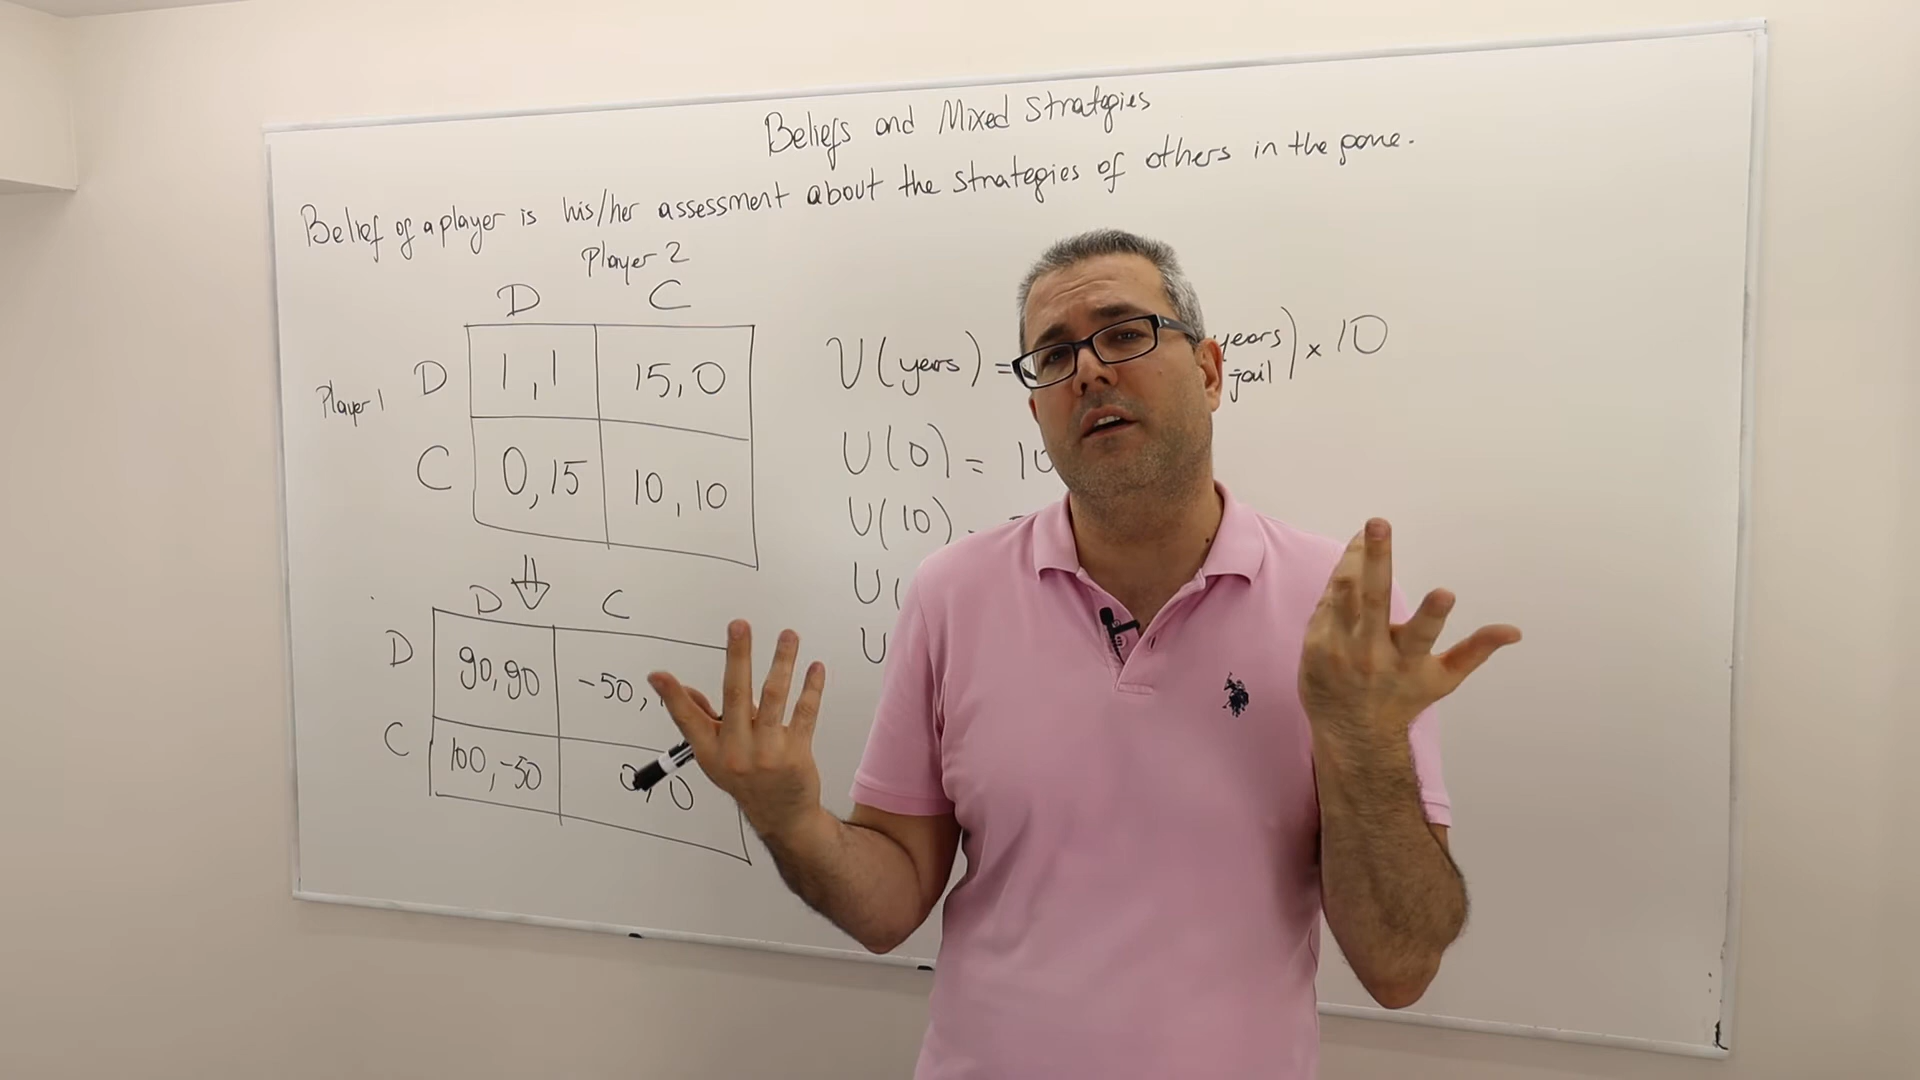 Beliefs and Mixed Strategies
Belief of a player is his/her assessment about the strategies of others in the game.
Player 2
D C
Player 1
D 1,1 15,0
C 0,15 10,10
U(years) = years jail ) × 10
U(0) = 10
U(10)
U(
U
D C
D 90,90 -50,
C 100,-50 0,0